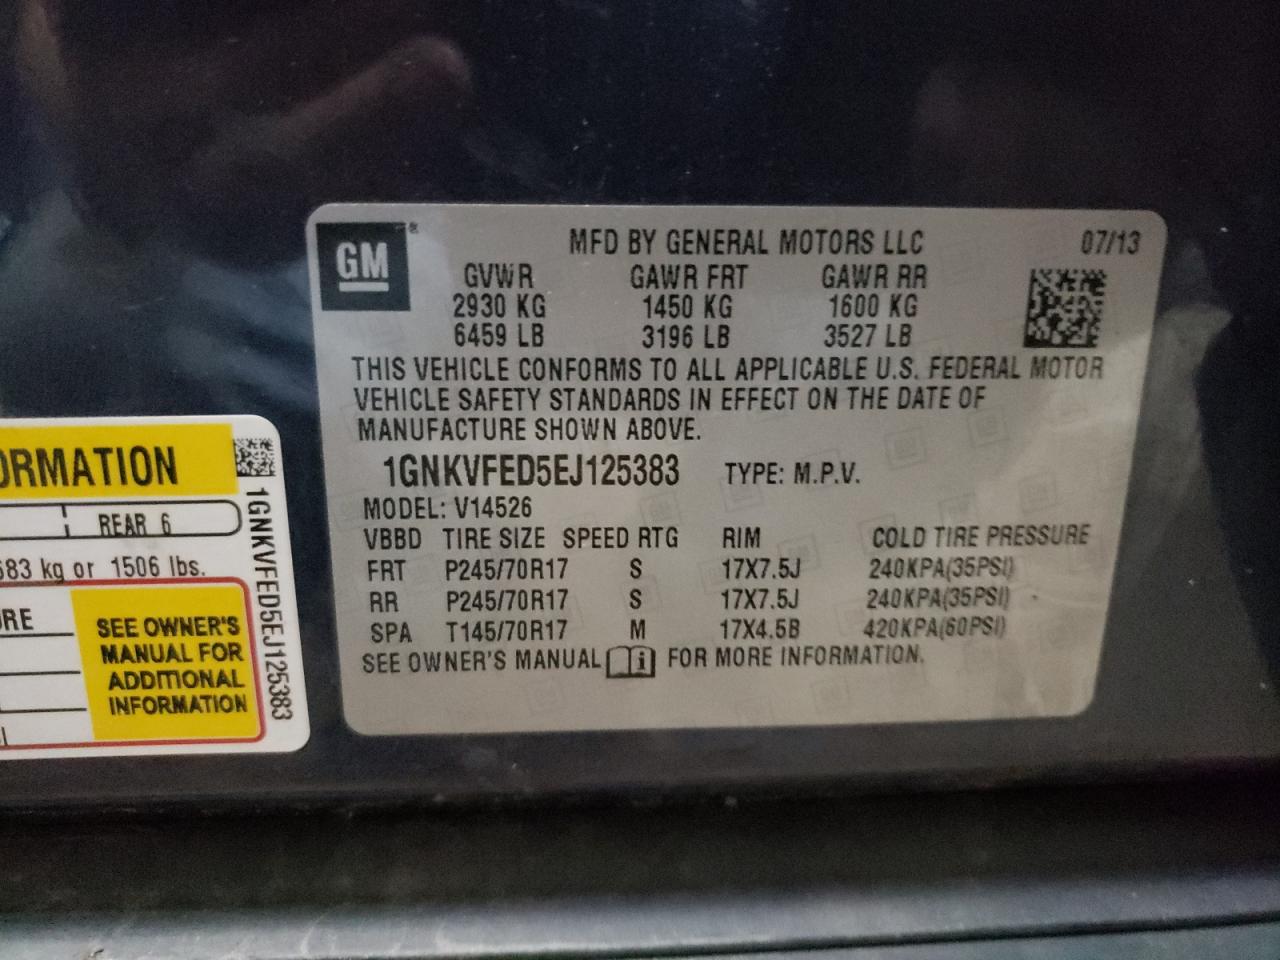 GM
MFD BY GENERAL MOTORS LLC 07/13
GVWR GAWR FRT GAWR RR
2930 KG 1450 KG 1600 KG
6459 LB 3196 LB 3527 LB
THIS VEHICLE CONFORMS TO ALL APPLICABLE U.S. FEDERAL MOTOR
VEHICLE SAFETY STANDARDS IN EFFECT ON THE DATE OF
MANUFACTURE SHOWN ABOVE.
1GNKVFED5EJ125383 TYPE: M.P.V.
MODEL: V14526
VBBD TIRE SIZE SPEED RTG RIM COLD TIRE PRESSURE
FRT P245/70R17 S 17X7.5J 240KPA(35PSI)
RR P245/70R17 S 17X7.5J 240KPA(35PSI)
SPA T145/70R17 M 17X4.5B 420KPA(60PSI)
SEE OWNER'S MANUAL FOR MORE INFORMATION.
ORMATION
REAR 6
683 kg or 1506 lbs.
URE
SEE OWNER'S
MANUAL FOR
ADDITIONAL
INFORMATION
1GNKVFED5EJ125383